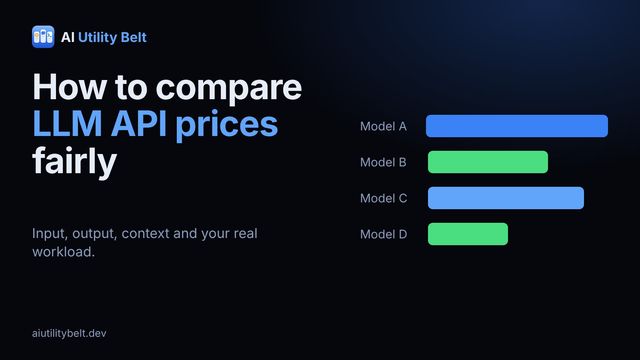 AI Utility Belt
How to compare
LLM API prices
fairly
Input, output, context and your real
workload.
Model A
Model B
Model C
Model D
aiutilitybelt.dev